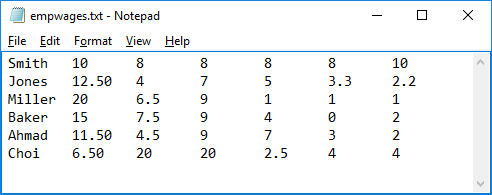 empwages.txt - Notepad
File Edit Format View Help
Smith 10 8 8 8 8 10
Jones 12.50 4 7 5 3.3 2.2
Miller 20 6.5 9 1 1 1
Baker 15 7.5 9 4 0 2
Ahmad 11.50 4.5 9 7 3 2
Choi 6.50 20 20 2.5 4 4